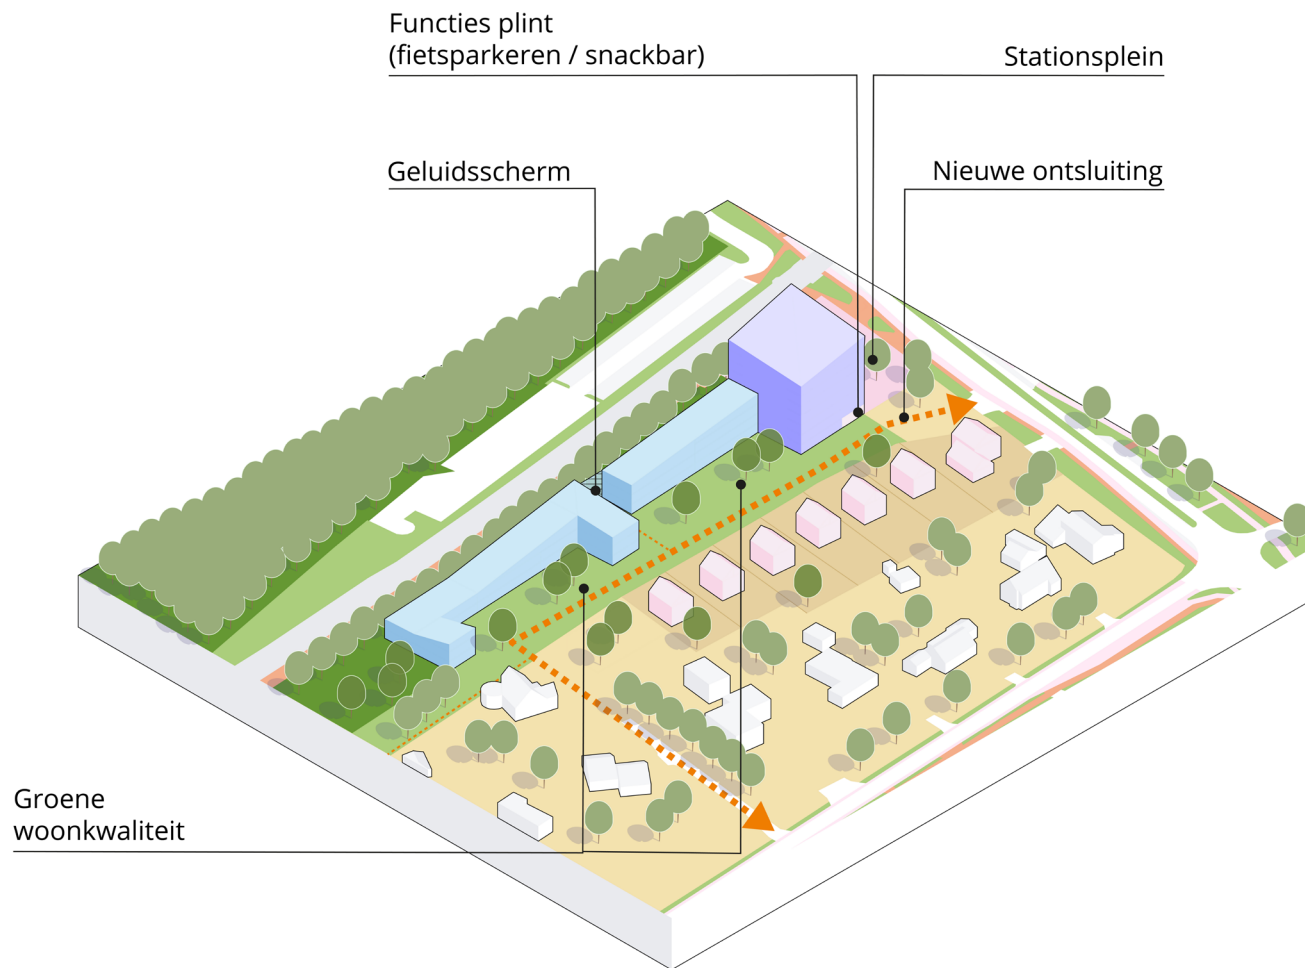 Functies plint
(fietsparkeren / snackbar)
Stationsplein
Geluidsscherm
Nieuwe ontsluiting
Groene
woonkwaliteit